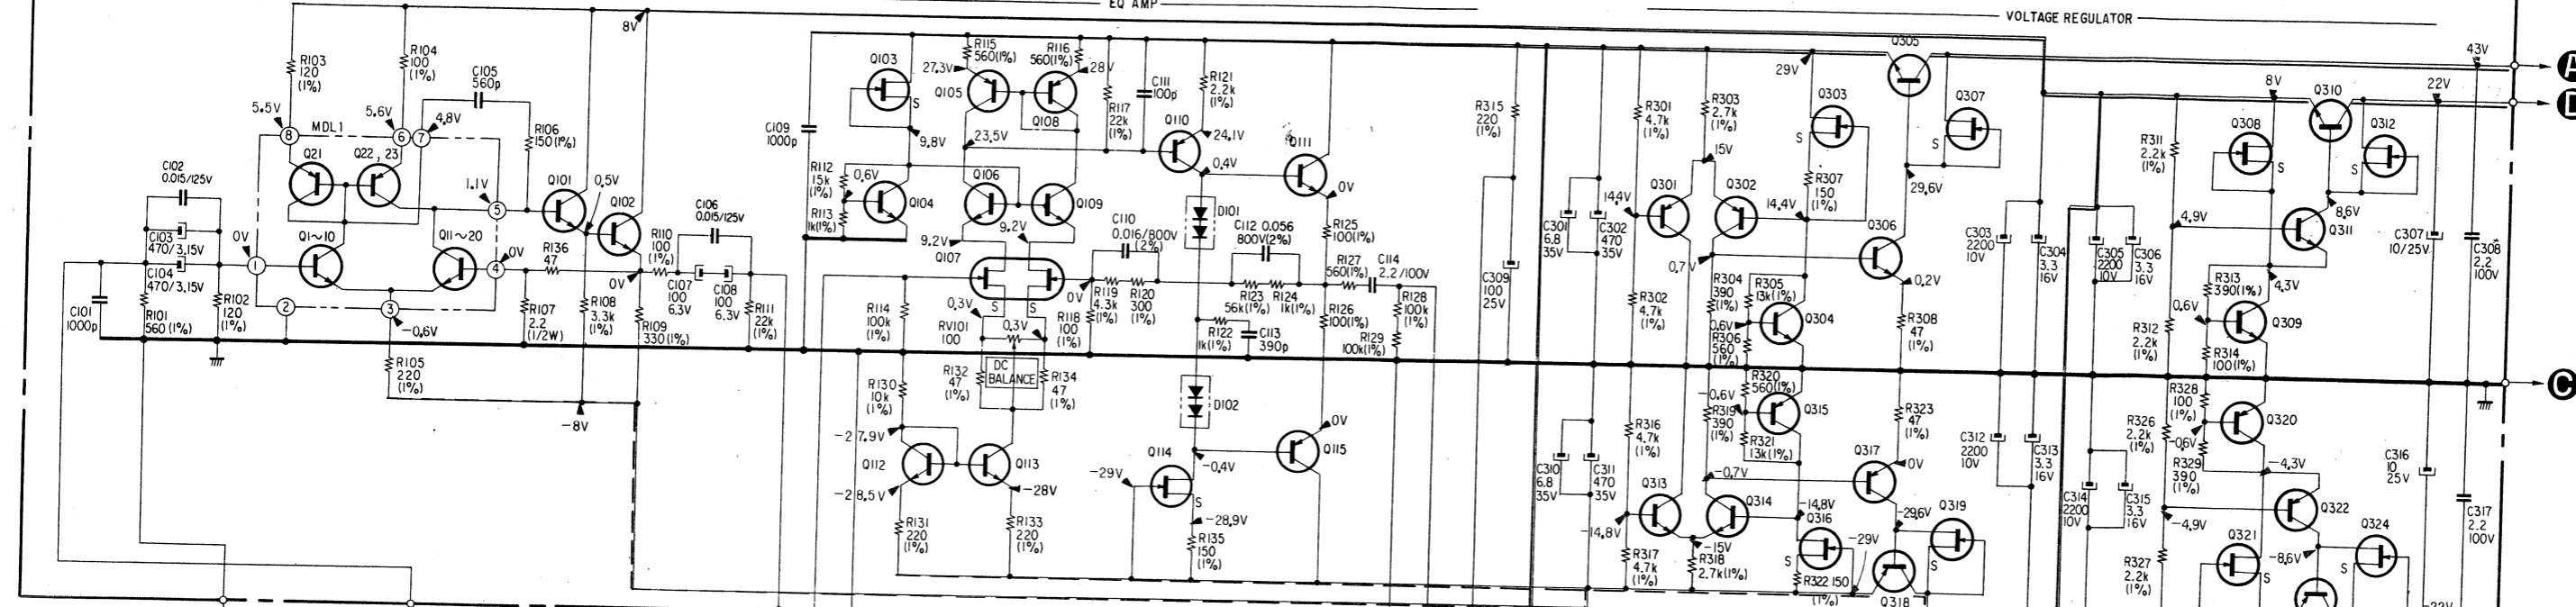 EQ AMP
VOLTAGE REGULATOR
8V
R103
120
(1%)
R104
100
(1%)
C105
560p
5.5V
8
MDL1
5.6V
6
7
4.8V
R106
150(1%)
Q21
Q22, 23
C102
0.015/125V
1.1V
5
Q101
0.5V
Q102
C103
470/3.15V
C104
470/3.15V
0V
1
Q1~10
Q11~20
4
0V
R136
47
R110
100
(1%)
C106
0.015/125V
C107
100
6.3V
C108
100
6.3V
R111
22k
(1%)
C101
1000p
R101
560(1%)
R102
120
(1%)
2
3
-0.6V
R107
2.2
(1/2W)
R108
3.3k
(1%)
0V
R109
330(1%)
R105
220
(1%)
-8V
C109
1000p
Q103
S
9.8V
R115
560(1%)
27.3V
Q105
R116
560(1%)
28V
Q108
R117
22k
(1%)
C111
100p
R121
2.2k
(1%)
Q110
24.1V
23.5V
0.4V
Q111
0V
R112
15k
(1%)
0.6V
R113
1k(1%)
Q104
Q106
Q109
9.2V
9.2V
Q107
S
S
C110
0.016/800V
(2%)
D101
C112 0.056
800V(2%)
R125
100(1%)
R127
560(1%)
C114
2.2/100V
0V
R119
4.3k
(1%)
R120
300
(1%)
R123
56k(1%)
R124
1k(1%)
R126
100(1%)
R128
100k
(1%)
R129
100k(1%)
R114
100k
(1%)
0.3V
RV101
100
0.3V
R118
100
(1%)
R122
1k(1%)
C113
390p
DC
BALANCE
R130
10k
(1%)
R132
47
(1%)
R134
47
(1%)
D102
-27.9V
Q112
Q113
-28.5V
-28V
R131
220
(1%)
R133
220
(1%)
-29V
Q114
-0.4V
S
-28.9V
R135
150
(1%)
0V
Q115
R315
220
(1%)
C309
100
25V
C301
6.8
35V
C302
470
35V
R301
4.7k
(1%)
R303
2.7k
(1%)
15V
14.4V
Q301
Q302
14.4V
29V
Q303
S
R307
150
(1%)
Q305
Q307
S
29.6V
Q306
0.2V
0.7V
R302
4.7k
(1%)
R304
390
(1%)
R305
13k(1%)
0.6V
R306
560
(1%)
Q304
R308
47
(1%)
R320
560(1%)
-0.6V
R319
390
(1%)
Q315
R321
13k(1%)
R323
47
(1%)
C310
6.8
35V
C311
470
35V
R316
4.7k
(1%)
-0.7V
Q317
0V
Q313
Q314
-14.8V
-14.8V
Q316
S
-29.6V
Q319
S
-29V
R317
4.7k
(1%)
-15V
R318
2.7k(1%)
R322 150
(1%)
Q318
C303
2200
10V
C304
3.3
16V
C305
2200
10V
C306
3.3
16V
C312
2200
10V
C313
3.3
16V
C314
2200
10V
C315
3.3
16V
8V
Q308
S
Q310
Q312
S
22V
43V
A
R311
2.2k
(1%)
4.9V
8.6V
Q311
4.3V
C307
10/25V
C308
2.2
100V
R313
390(1%)
0.6V
Q309
R312
2.2k
(1%)
R314
100(1%)
C
R328
100
(1%)
Q320
R326
2.2k
(1%)
-0.6V
R329
390
(1%)
-4.3V
-4.9V
Q322
C316
10
25V
C317
2.2
100V
Q321
S
-8.6V
Q324
S
R327
2.2k
(1%)
-22V